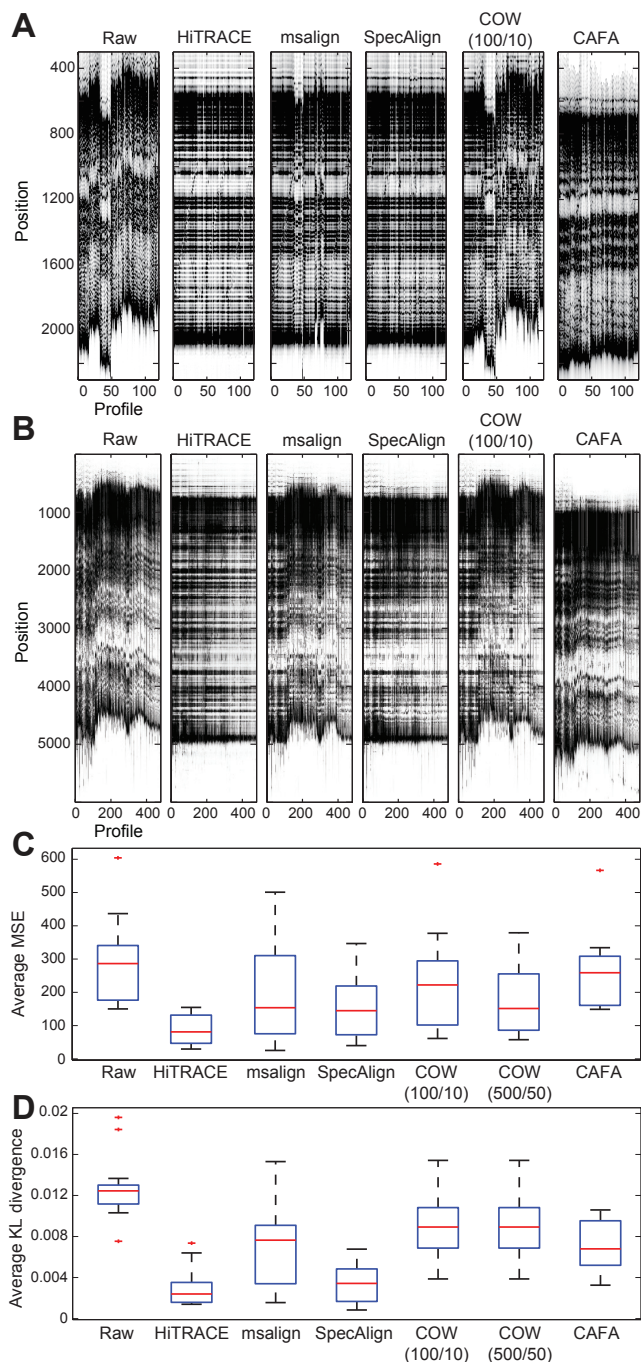 A
Raw
HiTRACE
msalign
SpecAlign
COW
(100/10)
CAFA
400
800
1200
1600
2000
Position
0 50 100
0 50 100
0 50 100
0 50 100
0 50 100
0 50 100
Profile
B
Raw
HiTRACE
msalign
SpecAlign
COW
(100/10)
CAFA
1000
2000
3000
4000
5000
Position
0 200 400
0 200 400
0 200 400
0 200 400
0 200 400
0 200 400
Profile
C
600
500
400
300
200
100
0
Average MSE
Raw
HiTRACE
msalign
SpecAlign
COW
(100/10)
COW
(500/50)
CAFA
D
0.02
0.016
0.012
0.008
0.004
0
Average KL divergence
Raw
HiTRACE
msalign
SpecAlign
COW
(100/10)
COW
(500/50)
CAFA